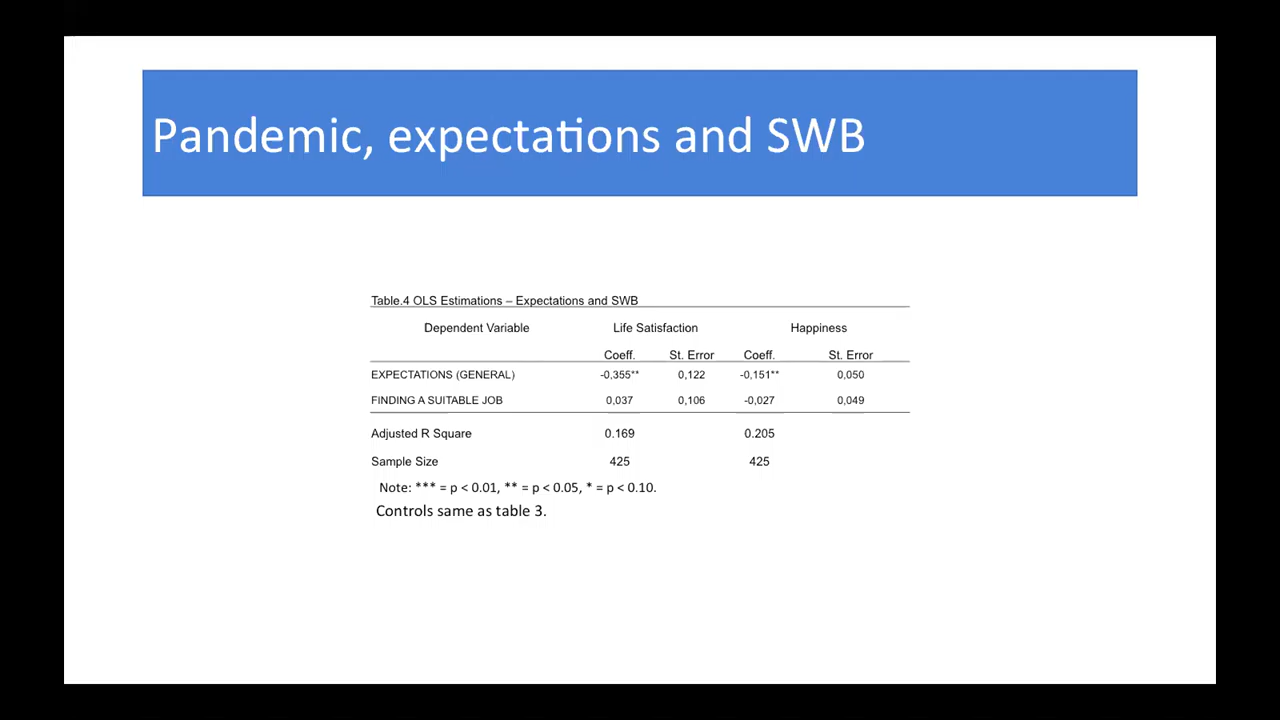 Pandemic, expectations and SWB
Table.4 OLS Estimations – Expectations and SWB
Dependent Variable Life Satisfaction Happiness
Coeff. St. Error Coeff. St. Error
EXPECTATIONS (GENERAL) -0,355** 0,122 -0,151** 0,050
FINDING A SUITABLE JOB 0,037 0,106 -0,027 0,049
Adjusted R Square 0.169 0.205
Sample Size 425 425
Note: *** = p < 0.01, ** = p < 0.05, * = p < 0.10.
Controls same as table 3.